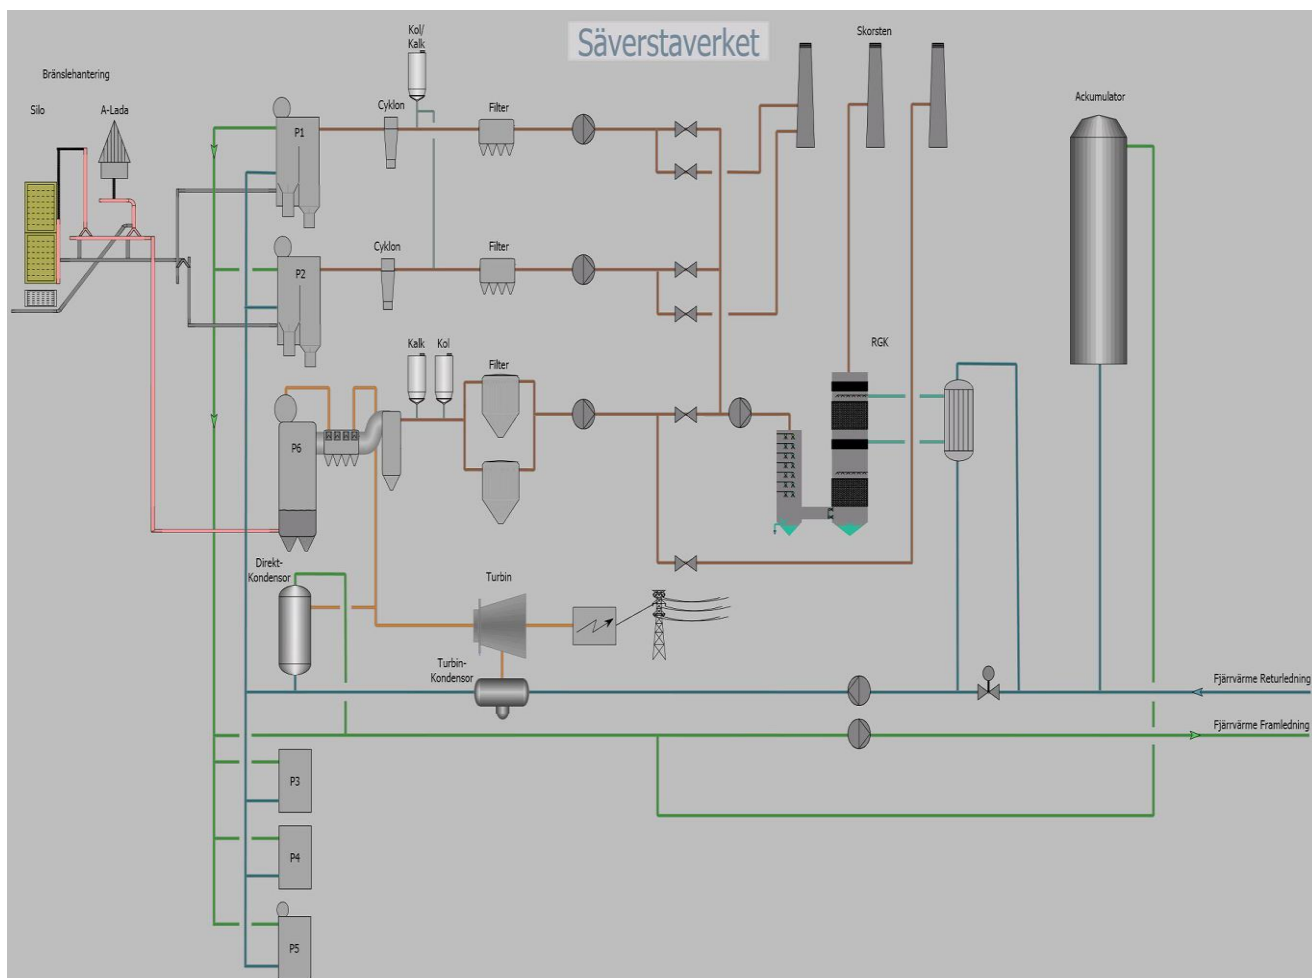 Säverstaverket
Kol/
Kalk
Skorsten
Bränslehantering
Silo
A-Lada
Cyklon
Filter
Ackumulator
P1
Cyklon
Filter
P2
Kalk
Kol
Filter
RGK
P6
Direkt-
Kondensor
Turbin
Turbin-
Kondensor
Fjärrvärme Returledning
Fjärrvärme Framledning
P3
P4
P5